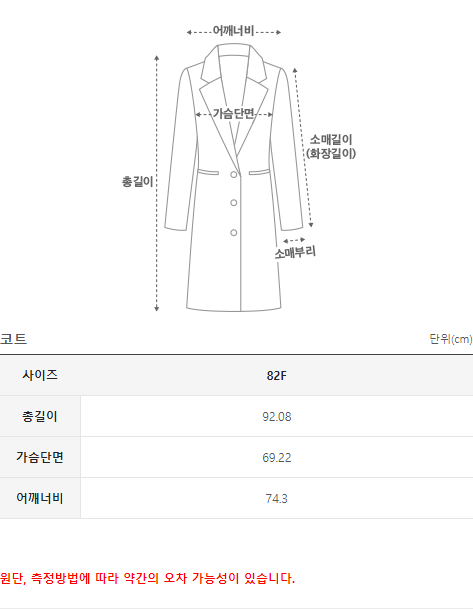 어깨너비
가슴단면
소매길이
(화장길이)
총길이
소매부리
코트 단위(cm)
사이즈 82F
총길이 92.08
가슴단면 69.22
어깨너비 74.3
원단, 측정방법에 따라 약간의 오차 가능성이 있습니다.